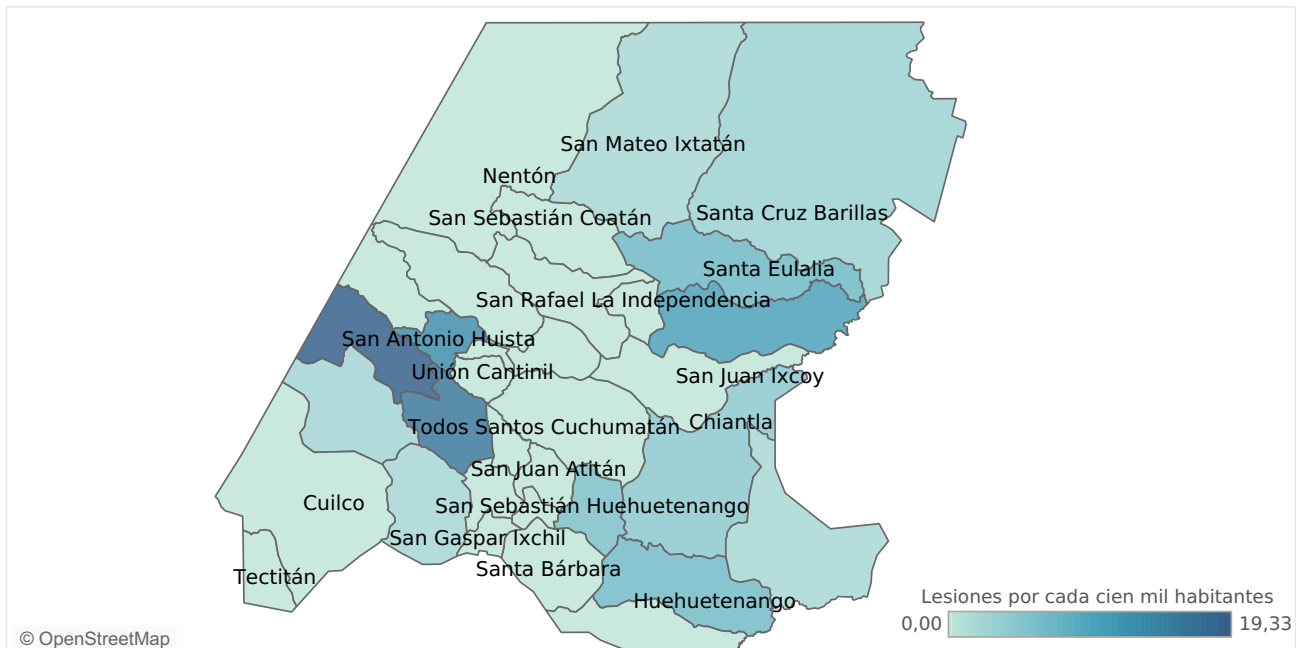 San Mateo Ixtatán
Nentón
San Sebastián Coatán
Santa Cruz Barillas
Santa Eulalia
San Rafael La Independencia
San Antonio Huista
Unión Cantinil
San Juan Ixcoy
Chiantla
Todos Santos Cuchumatán
San Juan Atitán
Cuilco
San Sebastián Huehuetenango
San Gaspar Ixchil
Santa Bárbara
Tectitán
Huehuetenango
Lesiones por cada cien mil habitantes
0,00
19,33
© OpenStreetMap